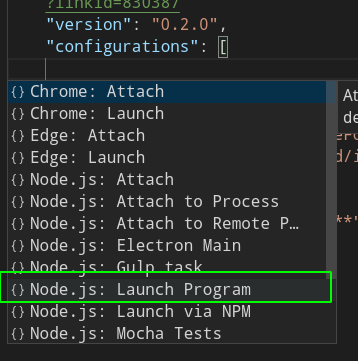 ?linkid=830387
"version": "0.2.0",
"configurations": [
{} Chrome: Attach
{} Chrome: Launch
{} Edge: Attach
{} Edge: Launch
{} Node.js: Attach
{} Node.js: Attach to Process
{} Node.js: Attach to Remote P…
{} Node.js: Electron Main
{} Node.js: Gulp task
{} Node.js: Launch Program
{} Node.js: Launch via NPM
{} Node.js: Mocha Tests
At
de
d/i
**"